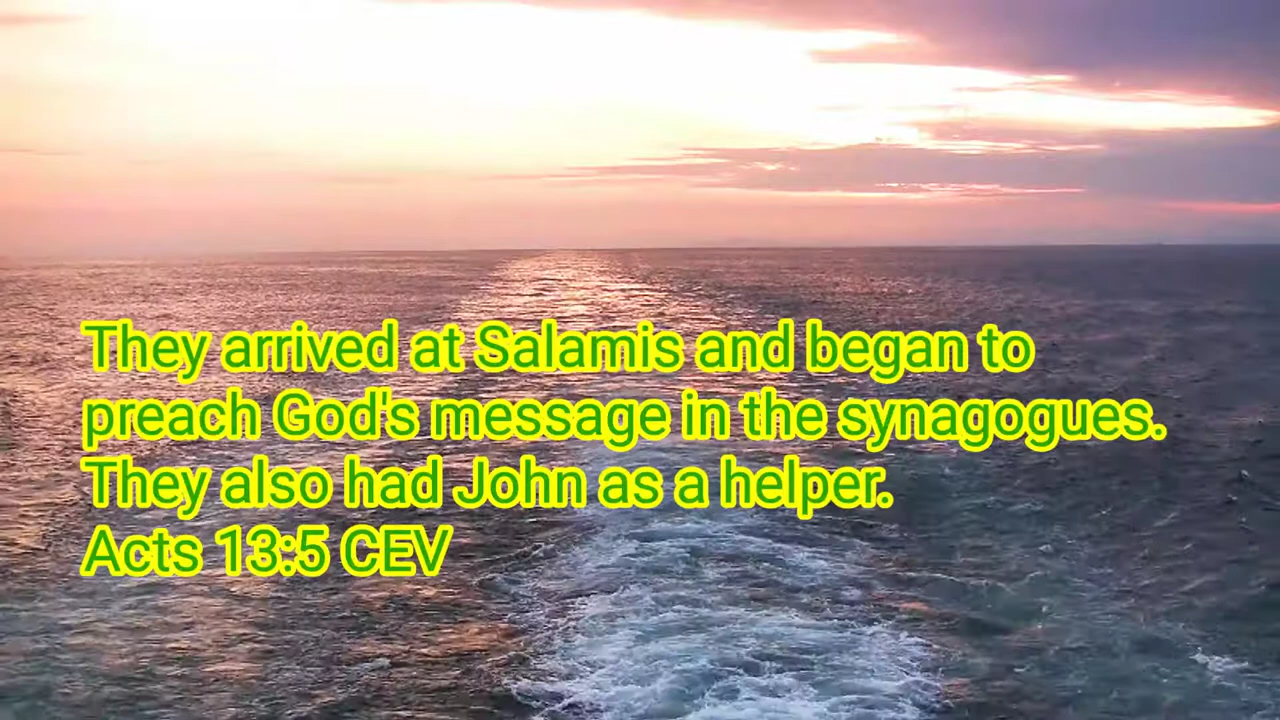 They arrived at Salamis and began to
preach God's message in the synagogues.
They also had John as a helper.
Acts 13:5 CEV